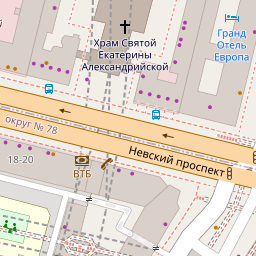 Гранд
Отель
Европа
Храм Святой
Екатерины
Александрийской
округ № 78
Невский проспект
18-20
ВТБ